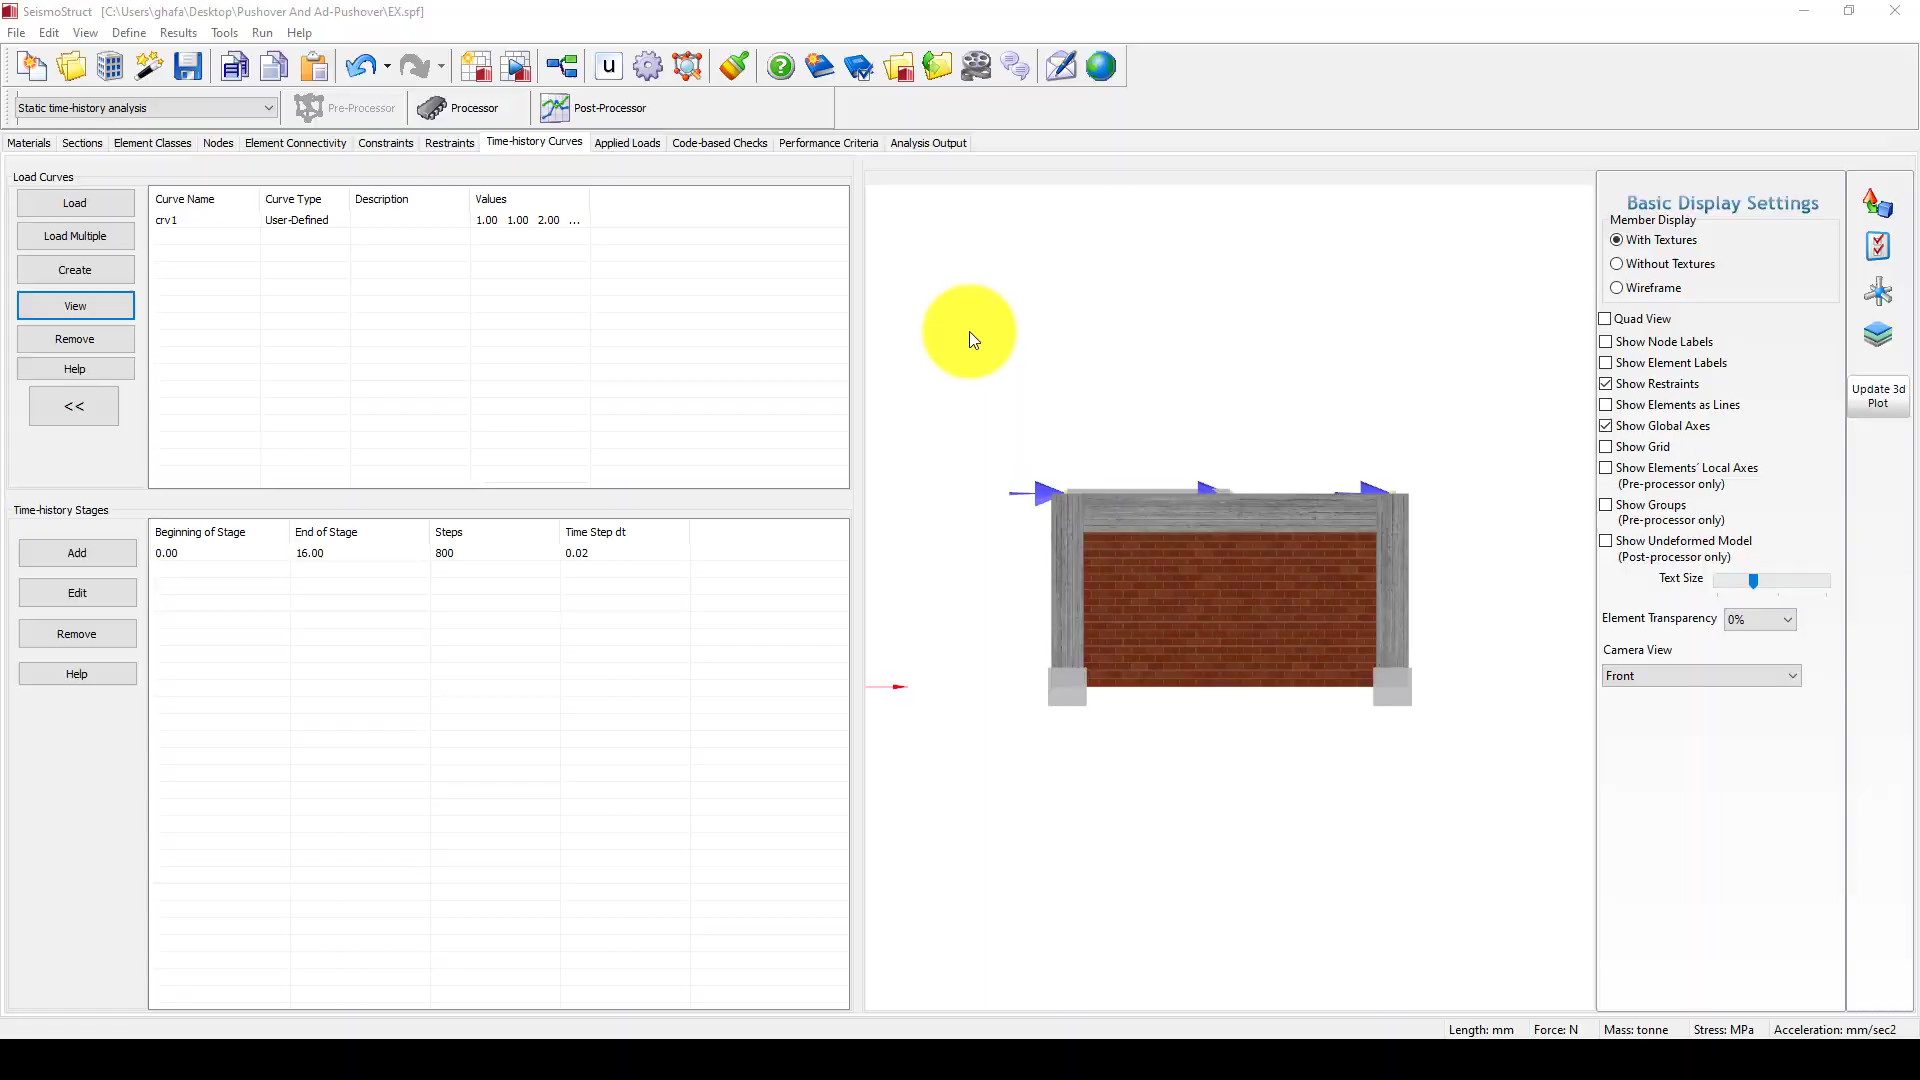 SeismoStruct [C:\Users\ghafa\Desktop\Pushover And Ad-Pushover\EX.spf]
File Edit View Define Results Tools Run Help
u
Static time-history analysis Pre-Processor Processor Post-Processor
Materials Sections Element Classes Nodes Element Connectivity Constraints Restraints Time-history Curves Applied Loads Code-based Checks Performance Criteria Analysis Output
Load Curves
Load
Load Multiple
Create
View
Remove
Help
<<
Curve Name Curve Type Description Values
crv1 User-Defined 1.00 1.00 2.00 ...
Time-history Stages
Add
Edit
Remove
Help
Beginning of Stage End of Stage Steps Time Step dt
0.00 16.00 800 0.02
Basic Display Settings
Member Display
With Textures
Without Textures
Wireframe
Quad View
Show Node Labels
Show Element Labels
Show Restraints
Show Elements as Lines
Show Global Axes
Show Grid
Show Elements´ Local Axes
(Pre-processor only)
Show Groups
(Pre-processor only)
Show Undeformed Model
(Post-processor only)
Text Size
Element Transparency 0%
Camera View
Front
Update 3d
Plot
Length: mm Force: N Mass: tonne Stress: MPa Acceleration: mm/sec2